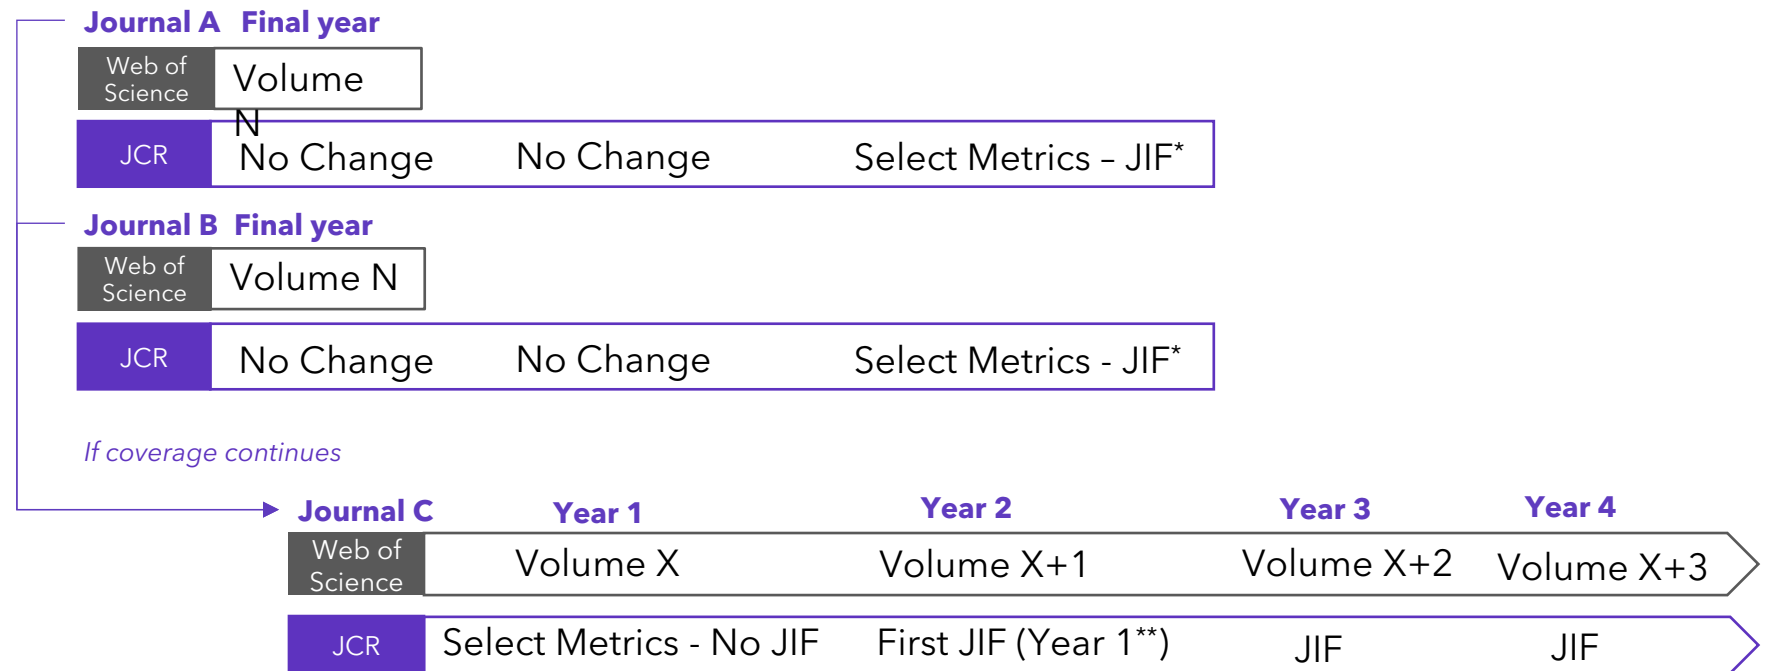 Journal A Final year
Web of
Science
Volume
N
JCR
No Change No Change Select Metrics – JIF*
Journal B Final year
Web of
Science
Volume N
JCR
No Change No Change Select Metrics - JIF*
If coverage continues
Journal C Year 1 Year 2 Year 3 Year 4
Web of
Science
Volume X Volume X+1 Volume X+2 Volume X+3
JCR
Select Metrics - No JIF First JIF (Year 1**) JIF JIF